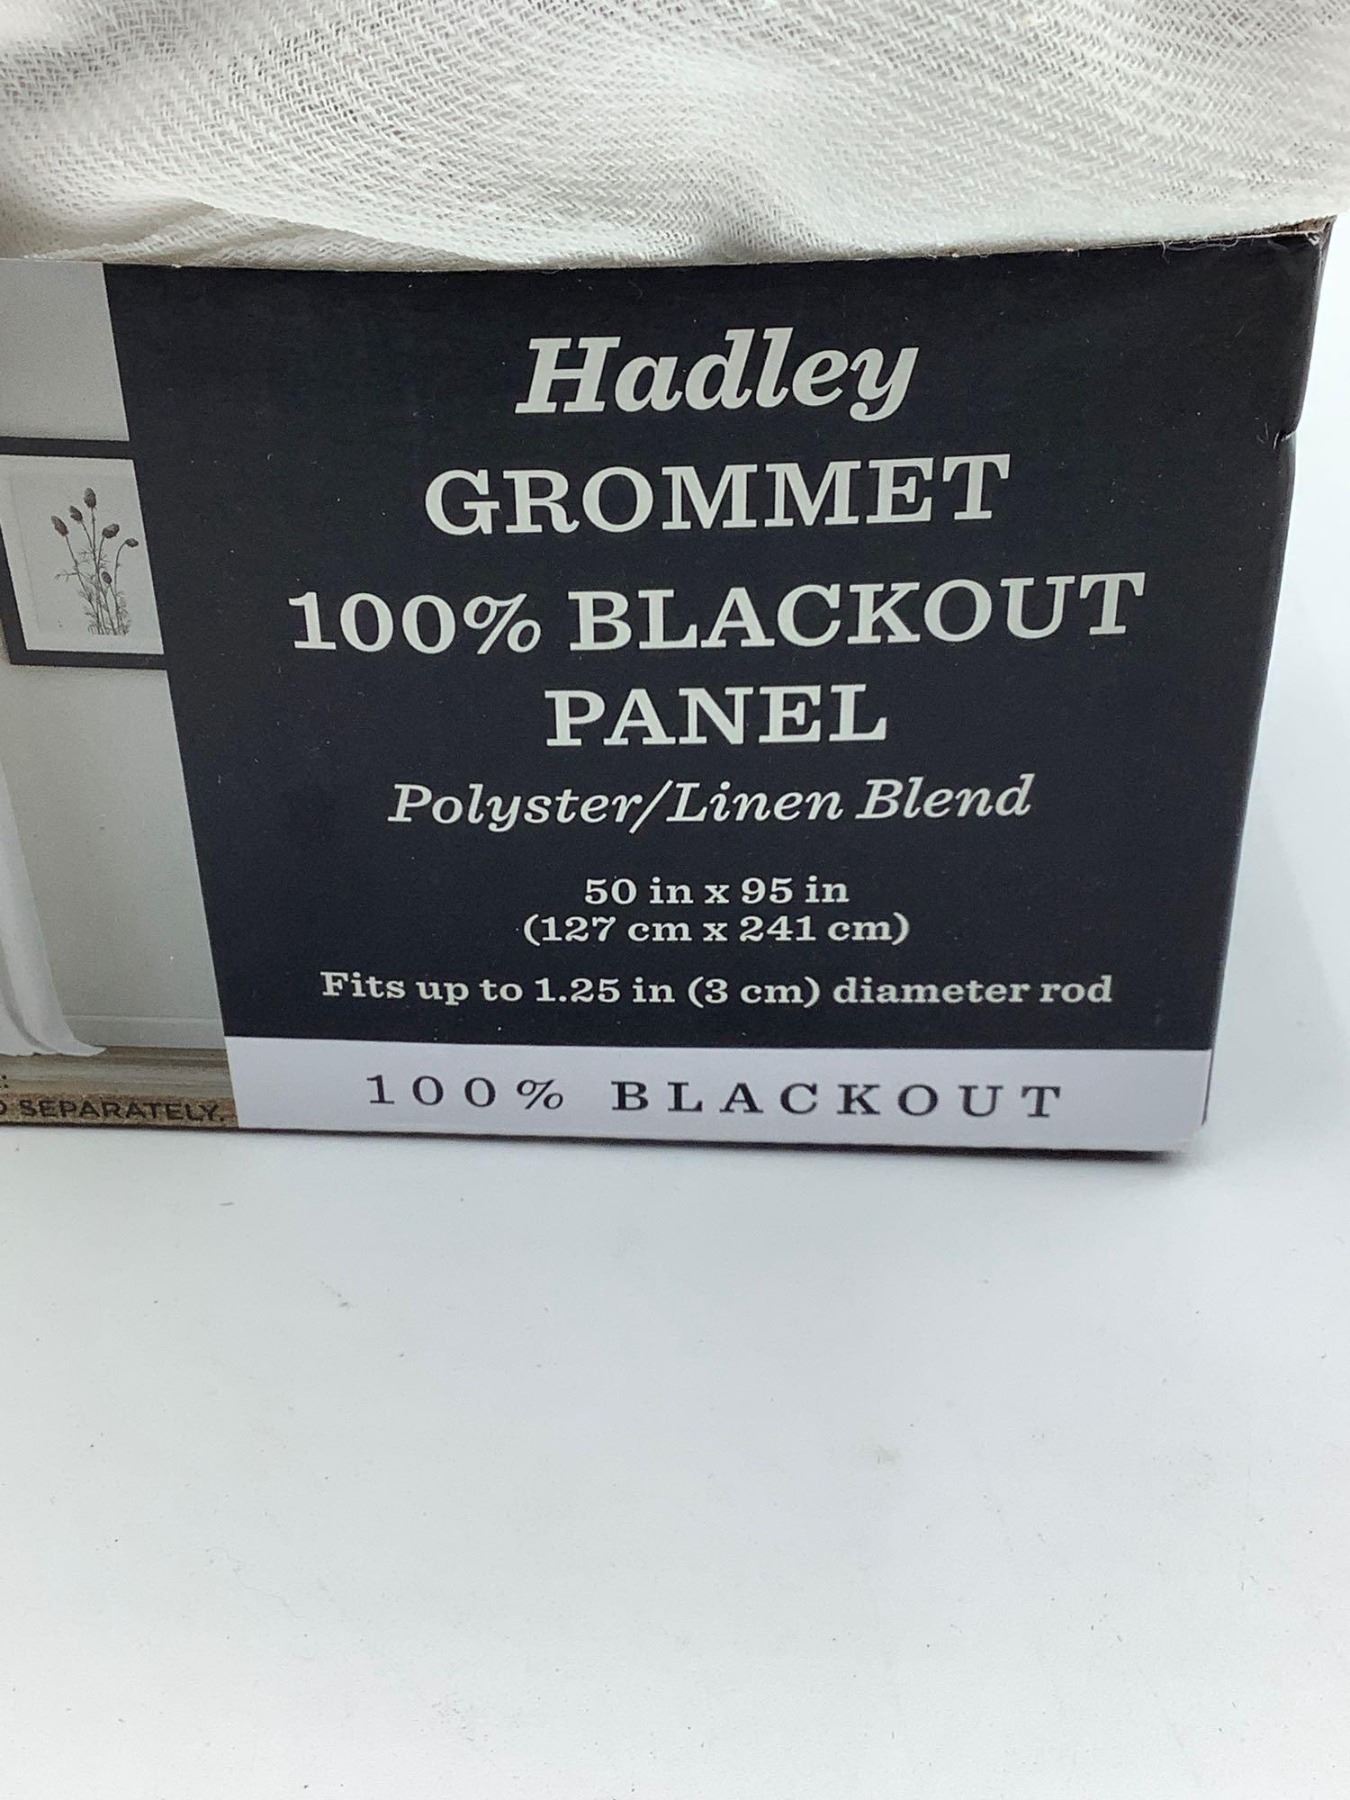 Hadley
GROMMET
100% BLACKOUT
PANEL
Polyster/Linen Blend
50 in x 95 in
(127 cm x 241 cm)
Fits up to 1.25 in (3 cm) diameter rod
100% BLACKOUT
SEPARATELY.